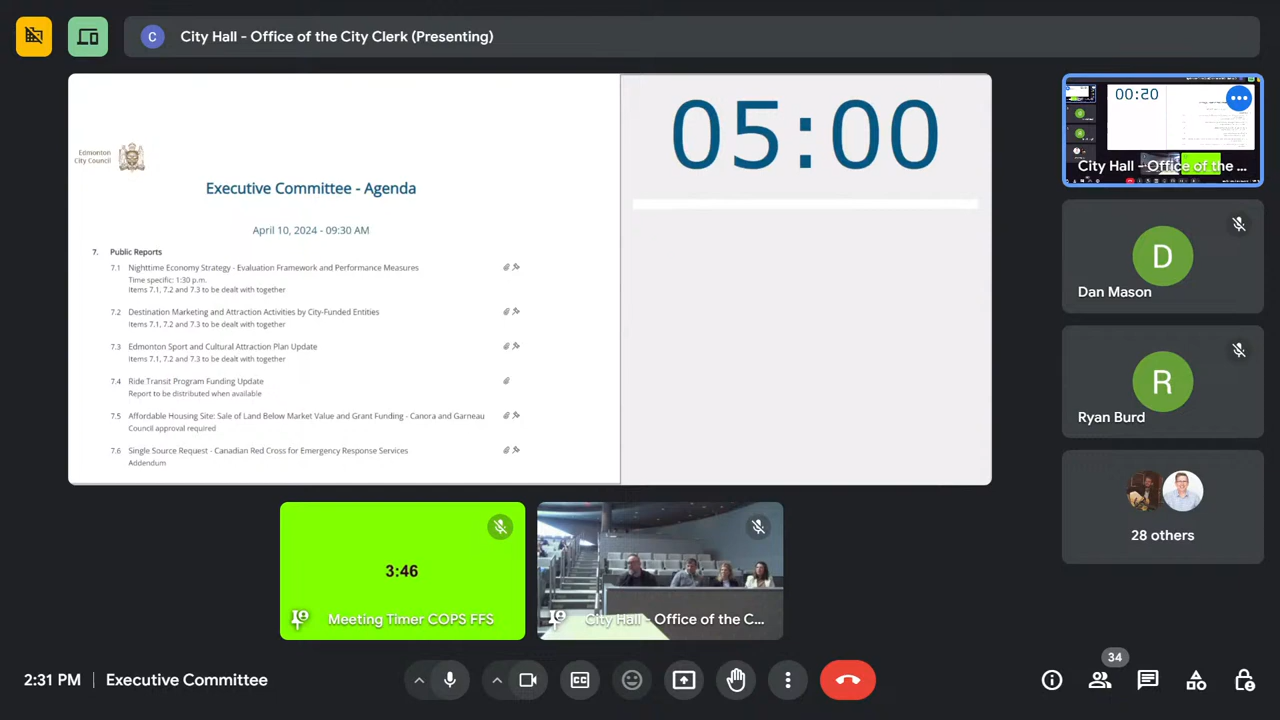 City Hall - Office of the City Clerk (Presenting)
C
Edmonton
City Council
Executive Committee - Agenda
April 10, 2024 - 09:30 AM
7. Public Reports
7.1 Nighttime Economy Strategy - Evaluation Framework and Performance Measures
Time specific: 1:30 p.m.
Items 7.1, 7.2 and 7.3 to be dealt with together
7.2 Destination Marketing and Attraction Activities by City-Funded Entities
Items 7.1, 7.2 and 7.3 to be dealt with together
7.3 Edmonton Sport and Cultural Attraction Plan Update
Items 7.1, 7.2 and 7.3 to be dealt with together
7.4 Ride Transit Program Funding Update
Report to be distributed when available
7.5 Affordable Housing Site: Sale of Land Below Market Value and Grant Funding - Canora and Garneau
Council approval required
7.6 Single Source Request - Canadian Red Cross for Emergency Response Services
Addendum
05:00
City Hall - Office of the ...
D
Dan Mason
R
Ryan Burd
28 others
3:46
Meeting Timer COPS FFS
City Hall - Office of the C...
2:31 PM | Executive Committee
34